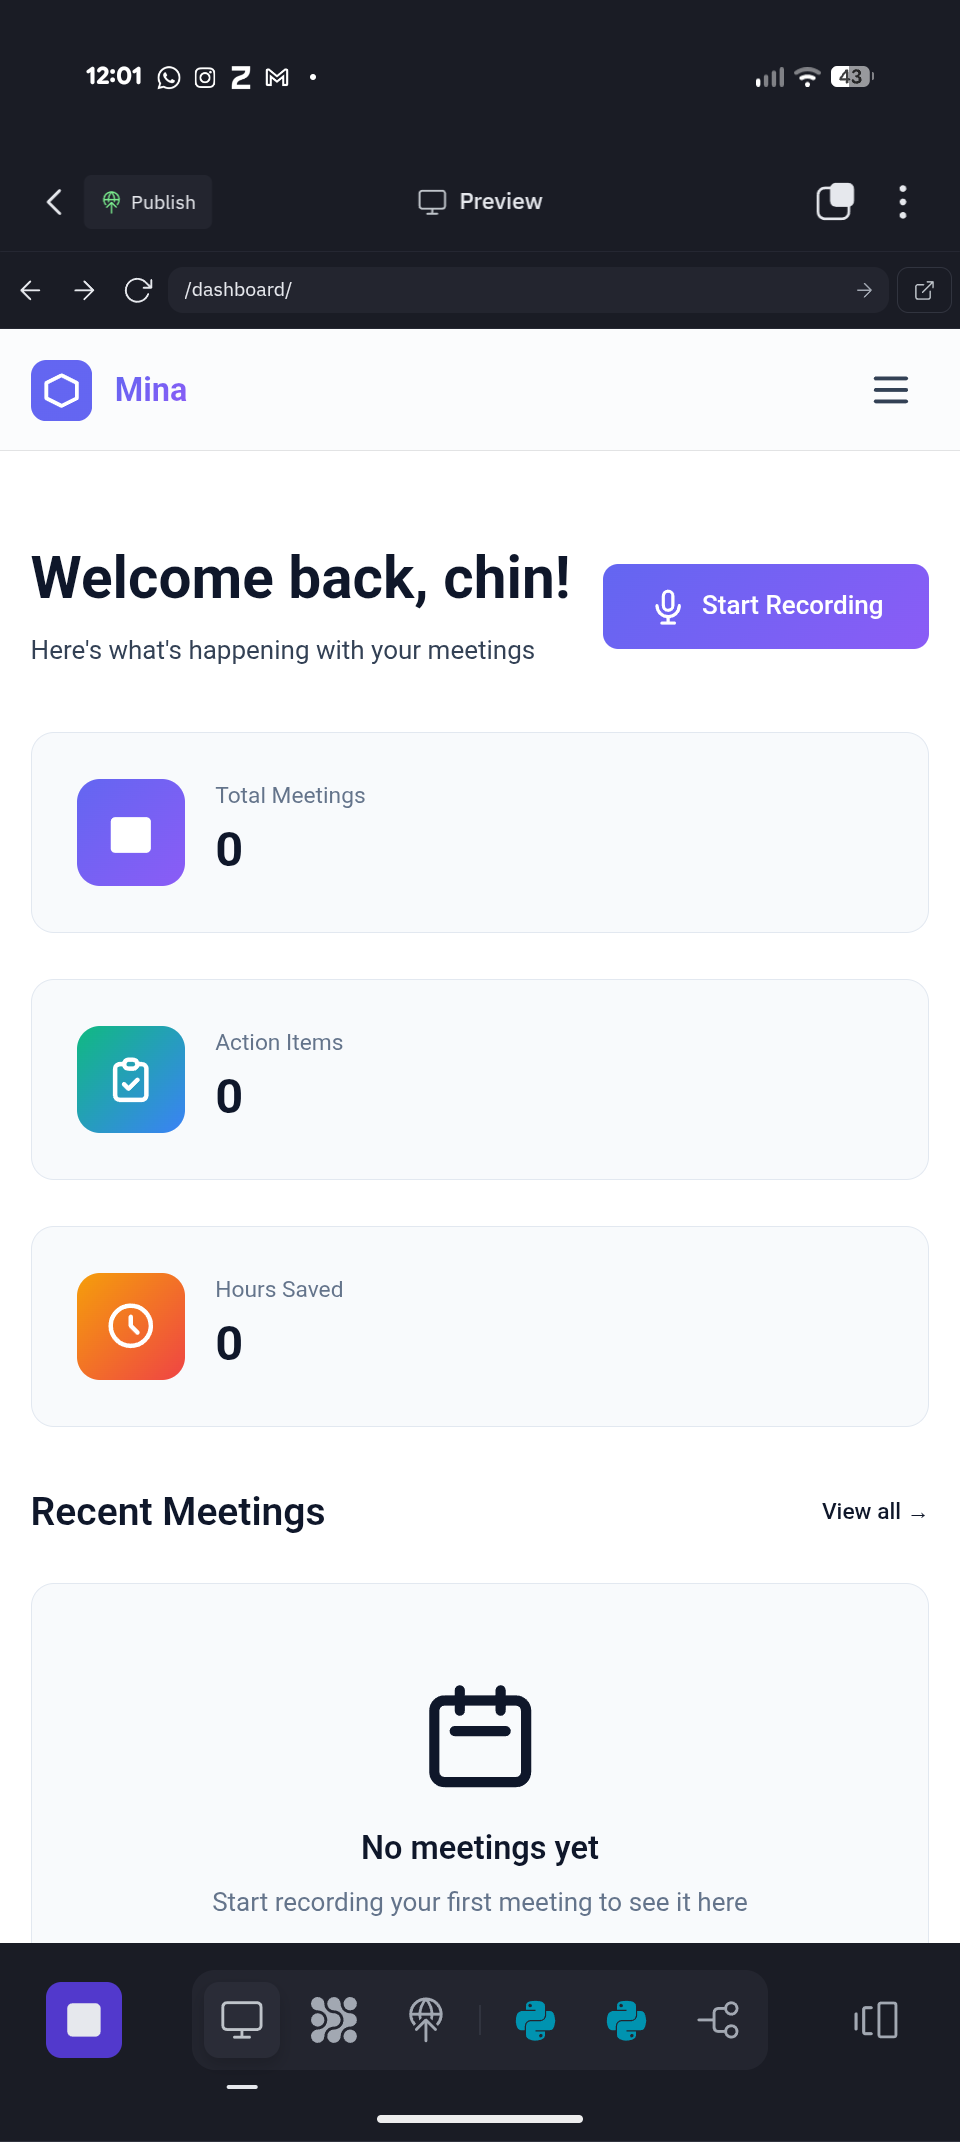 12:01
43
Publish
Preview
/dashboard/
Mina
Welcome back, chin!
Here's what's happening with your meetings
Start Recording
Total Meetings
0
Action Items
0
Hours Saved
0
Recent Meetings
View all →
No meetings yet
Start recording your first meeting to see it here